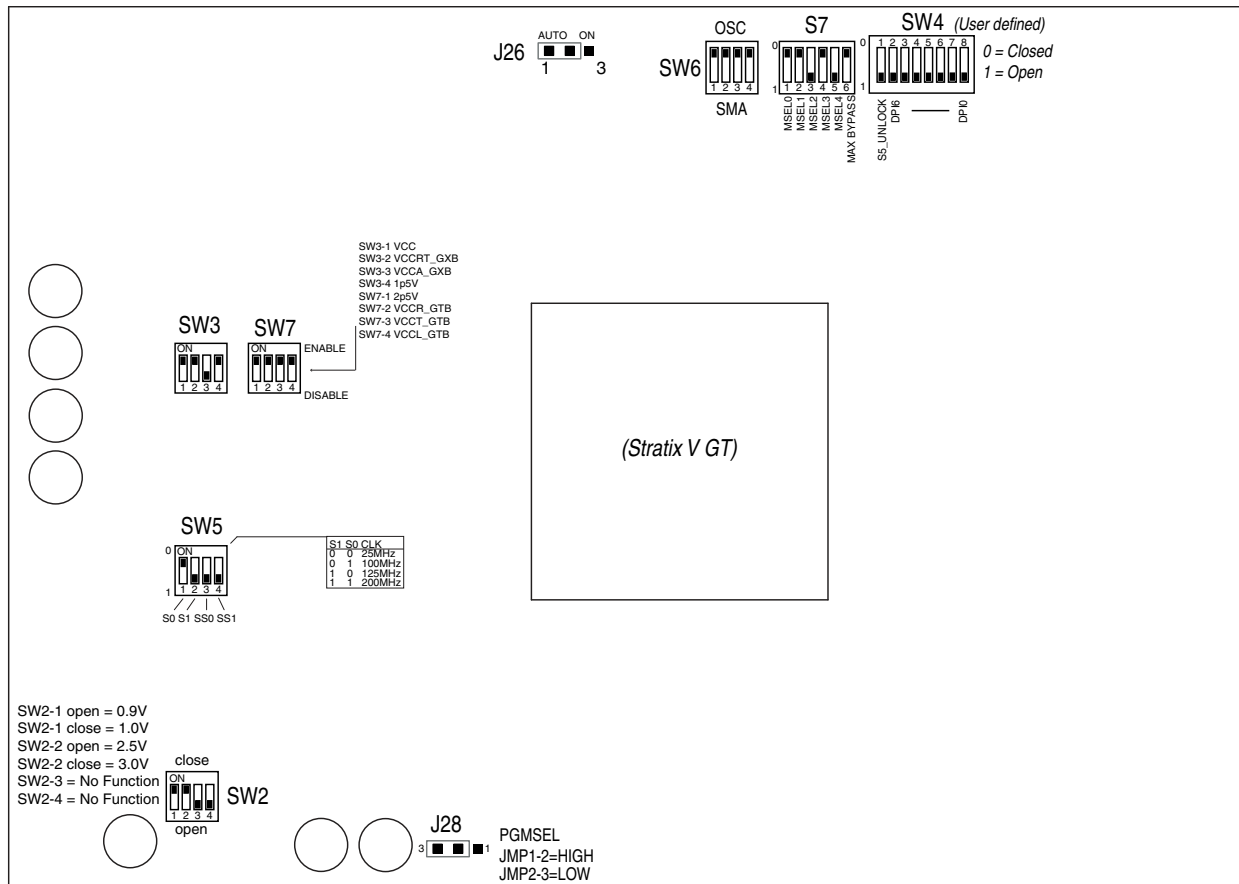 J26
AUTO ON
1 3
OSC
SW6
1 2 3 4
SMA
S7
0
1
1 2 3 4 5 6
MSEL0
MSEL1
MSEL2
MSEL3
MSEL4
MAX BYPASS
SW4 (User defined)
0
1
1 2 3 4 5 6 7 8
0 = Closed
1 = Open
S5_UNLOCK
DPI6
DPI0
SW3-1 VCC
SW3-2 VCCRT_GXB
SW3-3 VCCA_GXB
SW3-4 1p5V
SW7-1 2p5V
SW7-2 VCCR_GTB
SW7-3 VCCT_GTB
SW7-4 VCCL_GTB
SW3
ON
1 2 3 4
SW7
ON
1 2 3 4
ENABLE
DISABLE
(Stratix V GT)
SW5
0
ON
1
1 2 3 4
S0 S1 SS0 SS1
S1 S0 CLK
0 0 25MHz
0 1 100MHz
1 0 125MHz
1 1 200MHz
SW2-1 open = 0.9V
SW2-1 close = 1.0V
SW2-2 open = 2.5V
SW2-2 close = 3.0V
SW2-3 = No Function
SW2-4 = No Function
close
ON
1 2 3 4
open
SW2
J28
3 1
PGMSEL
JMP1-2=HIGH
JMP2-3=LOW